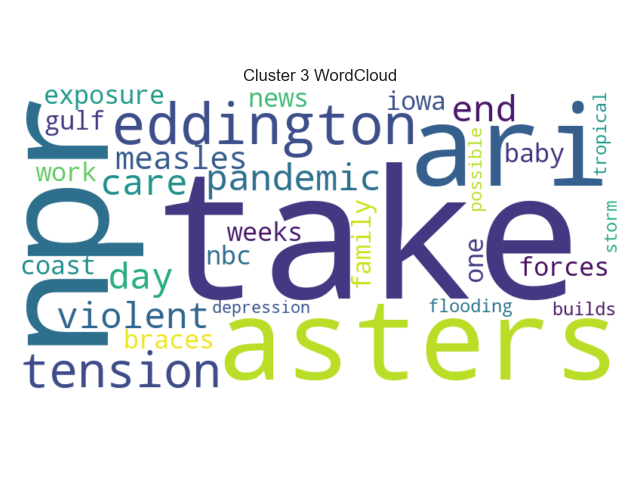 Cluster 3 WordCloud
exposure
news
iowa
end
tropical
gulf
eddington
ari
npr
measles
possible
baby
work
care
pandemic
take
family
weeks
one
storm
coast
day
nbc
forces
violent
depression
flooding
builds
braces
asters
tension